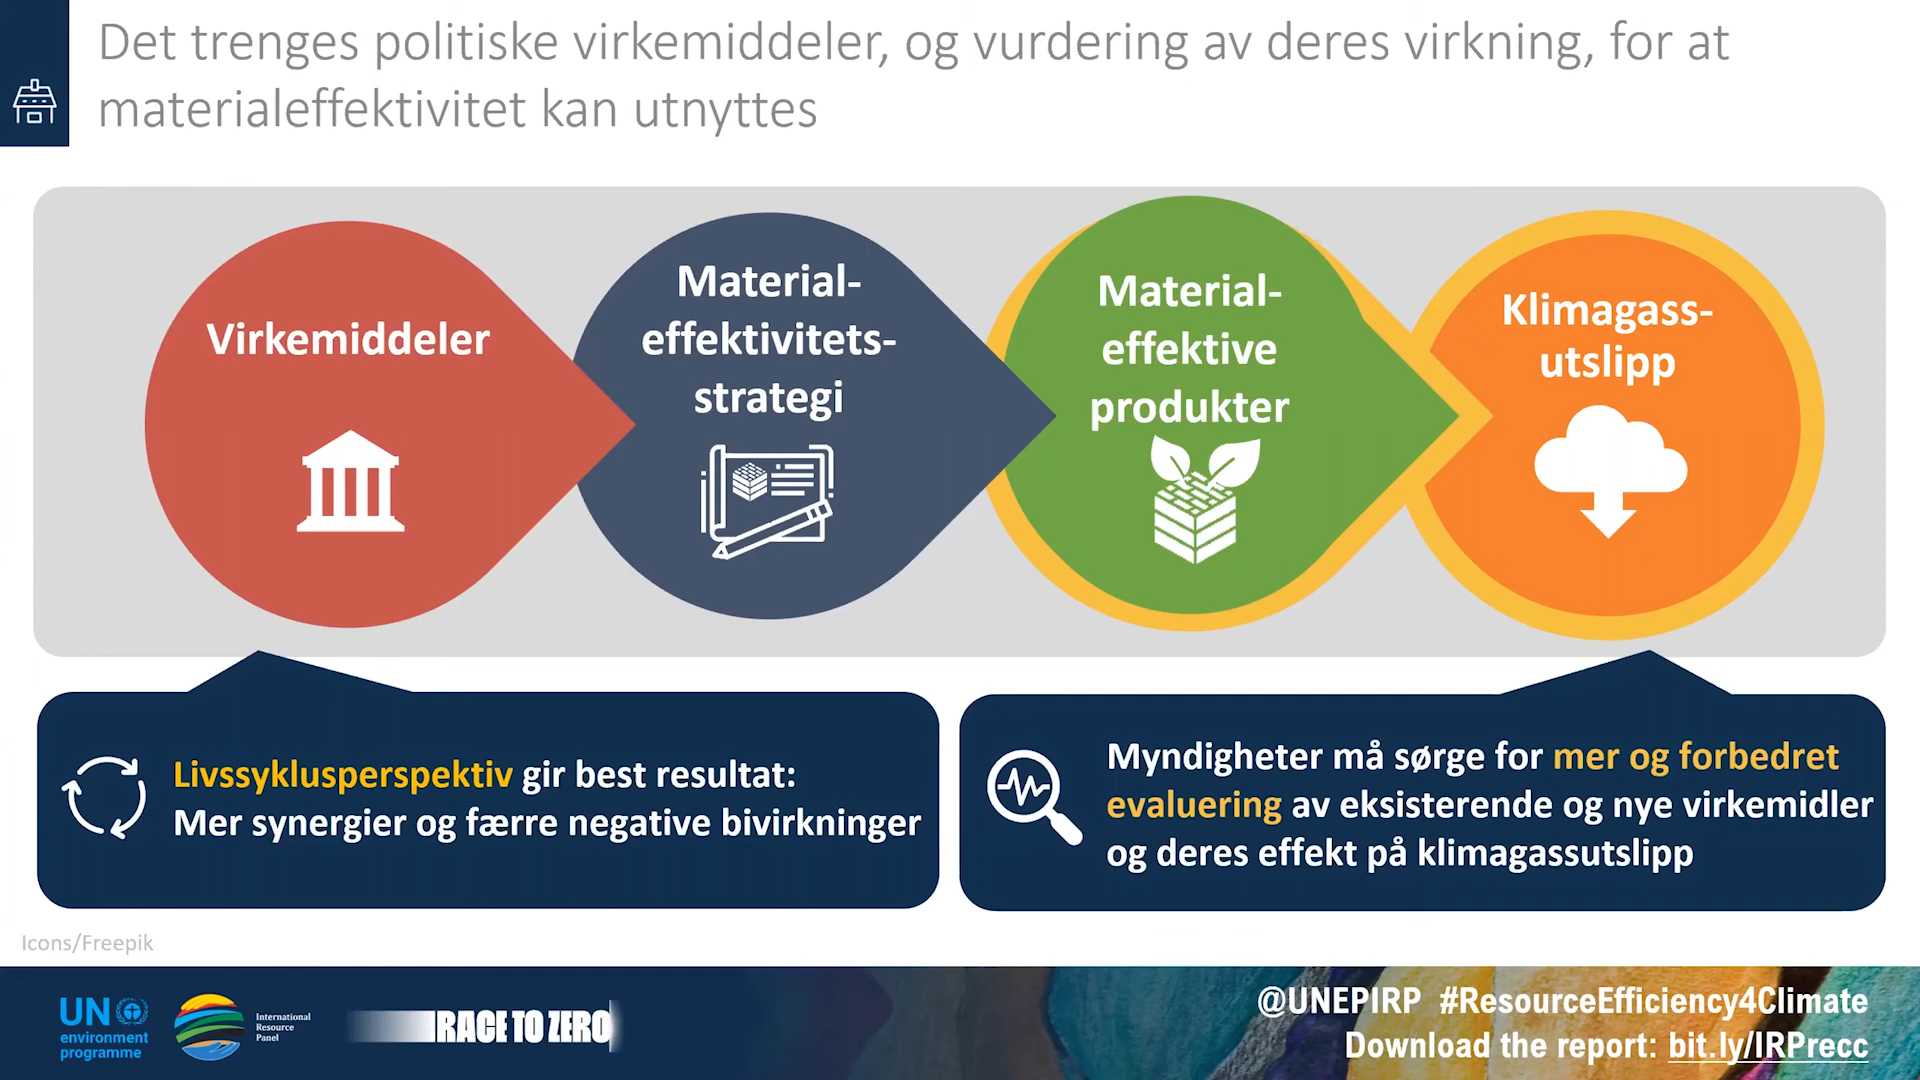 Det trenges politiske virkemiddeler, og vurdering av deres virkning, for at
materialeffektivitet kan utnyttes
Virkemiddeler
Material-
effektivitets-
strategi
Material-
effektive
produkter
Klimagass-
utslipp
Livssyklusperspektiv gir best resultat:
Mer synergier og færre negative bivirkninger
Myndigheter må sørge for mer og forbedret
evaluering av eksisterende og nye virkemidler
og deres effekt på klimagassutslipp
Icons/Freepik
UN
environment
programme
International
Resource
Panel
RACE TO ZERO
@UNEPIRP #ResourceEfficiency4Climate
Download the report: bit.ly/IRPrecc